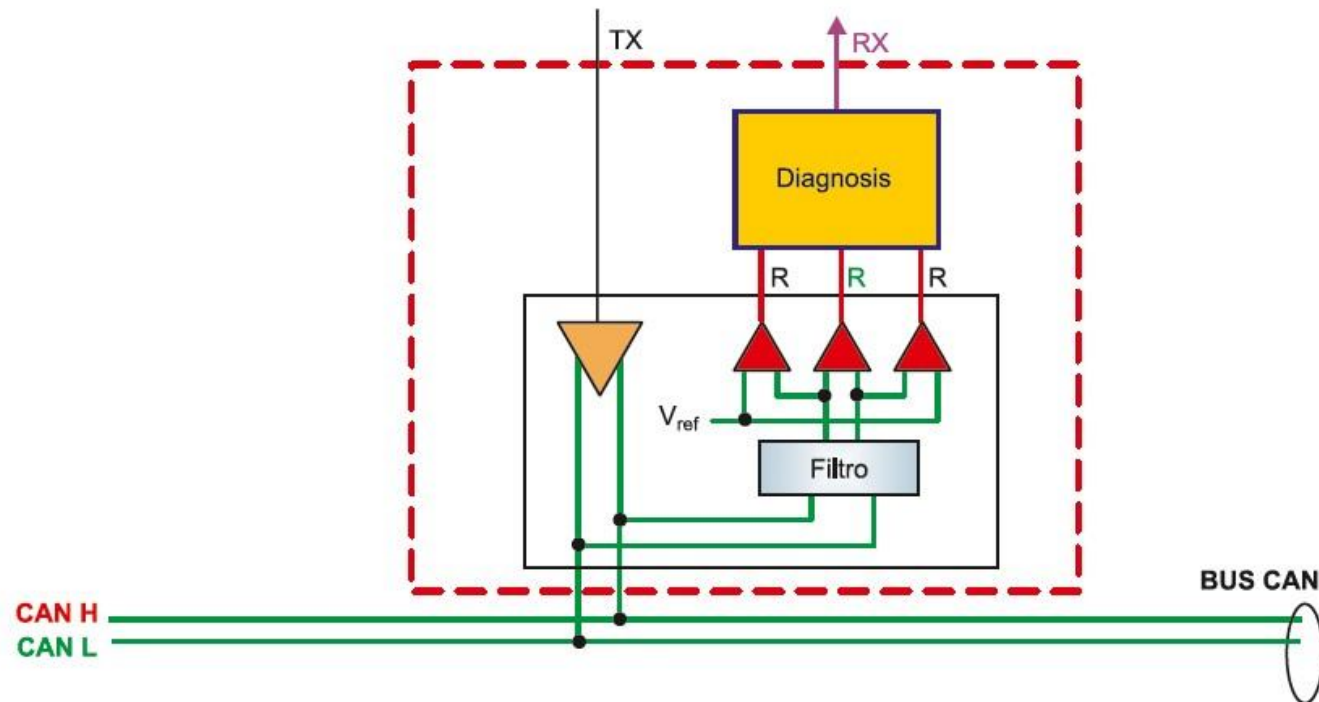 TX
RX
Diagnosis
R R R
Vref
Filtro
BUS CAN
CAN H
CAN L